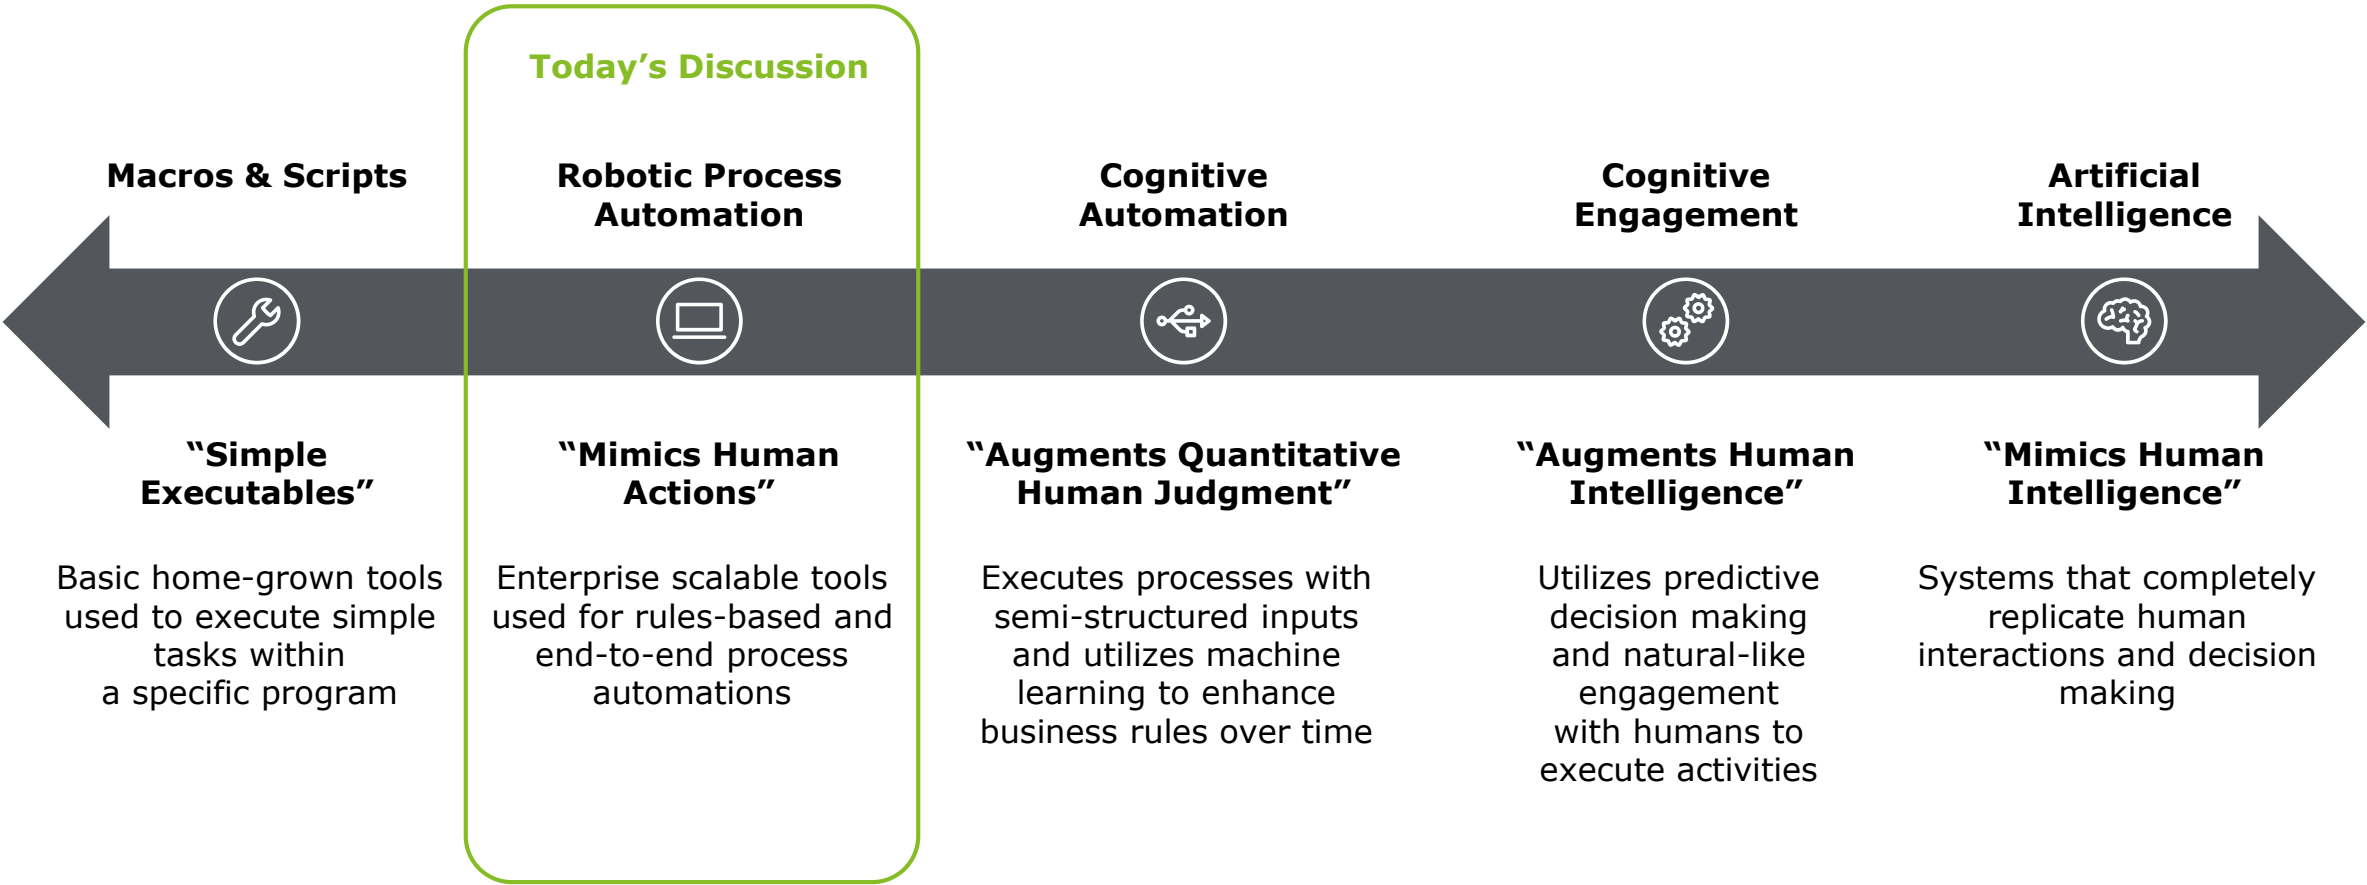 Today’s Discussion
Macros & Scripts
Robotic Process
Automation
Cognitive
Automation
Cognitive
Engagement
Artificial
Intelligence
“Simple
Executables”
“Mimics Human
Actions”
“Augments Quantitative
Human Judgment”
“Augments Human
Intelligence”
“Mimics Human
Intelligence”
Basic home-grown tools
used to execute simple
tasks within
a specific program
Enterprise scalable tools
used for rules-based and
end-to-end process
automations
Executes processes with
semi-structured inputs
and utilizes machine
learning to enhance
business rules over time
Utilizes predictive
decision making
and natural-like
engagement
with humans to
execute activities
Systems that completely
replicate human
interactions and decision
making